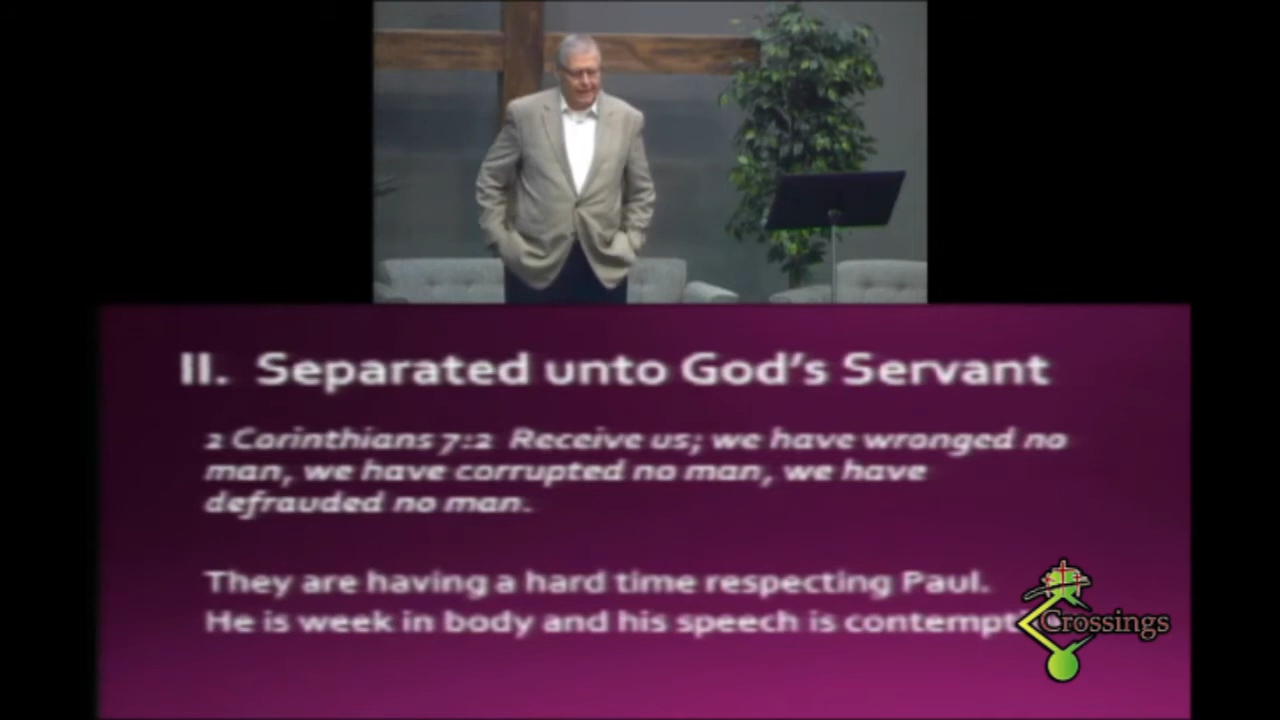 II. Separated unto God's Servant
2 Corinthians 7:2 Receive us; we have wronged no
man, we have corrupted no man, we have
defrauded no man.
They are having a hard time respecting Paul.
He is week in body and his speech is
Crossings